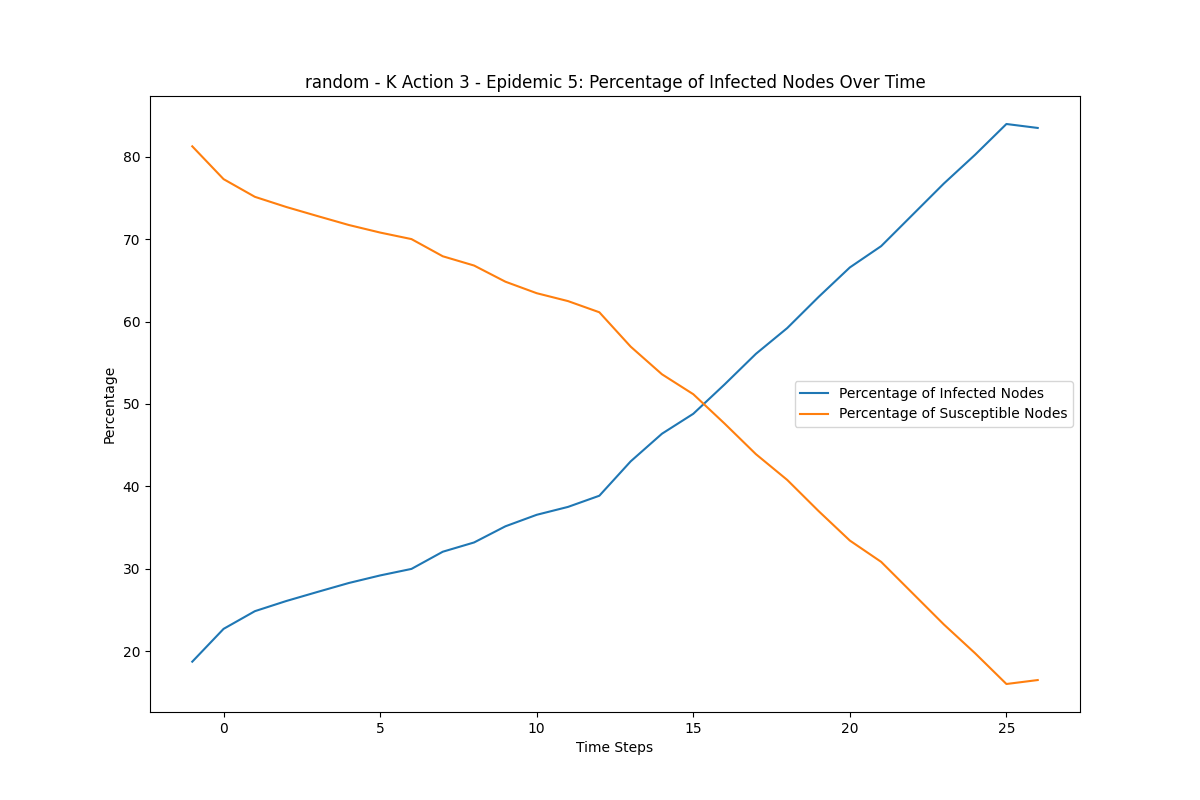 random - K Action 3 - Epidemic 5: Percentage of Infected Nodes Over Time
80
70
60
50
40
30
20
Percentage
Percentage of Infected Nodes
Percentage of Susceptible Nodes
0 5 10 15 20 25
Time Steps